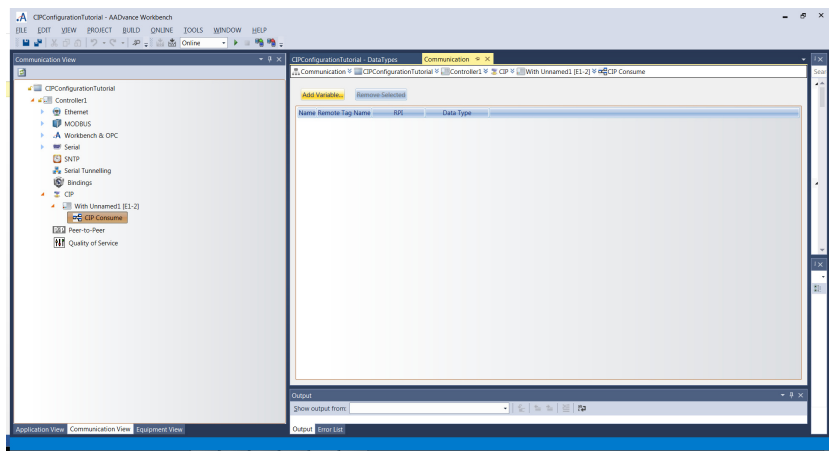 CIPConfigurationTutorial - AADvance Workbench
FILE EDIT VIEW PROJECT BUILD ONLINE TOOLS WINDOW HELP
Online
Communication View
CIPConfigurationTutorial
Controller1
Ethernet
MODBUS
Workbench & OPC
Serial
SNTP
Serial Tunnelling
Bindings
CIP
With Unnamed1 [E1-2]
CIP Consume
Peer-to-Peer
Quality of Service
Application View Communication View Equipment View
CIPConfigurationTutorial - DataTypes Communication
Communication CIPConfigurationTutorial Controller1 CIP With Unnamed1 [E1-2] CIP Consume
Add Variable... Remove Selected
Name Remote Tag Name RPI Data Type
Output
Show output from:
Output Error List
Sear